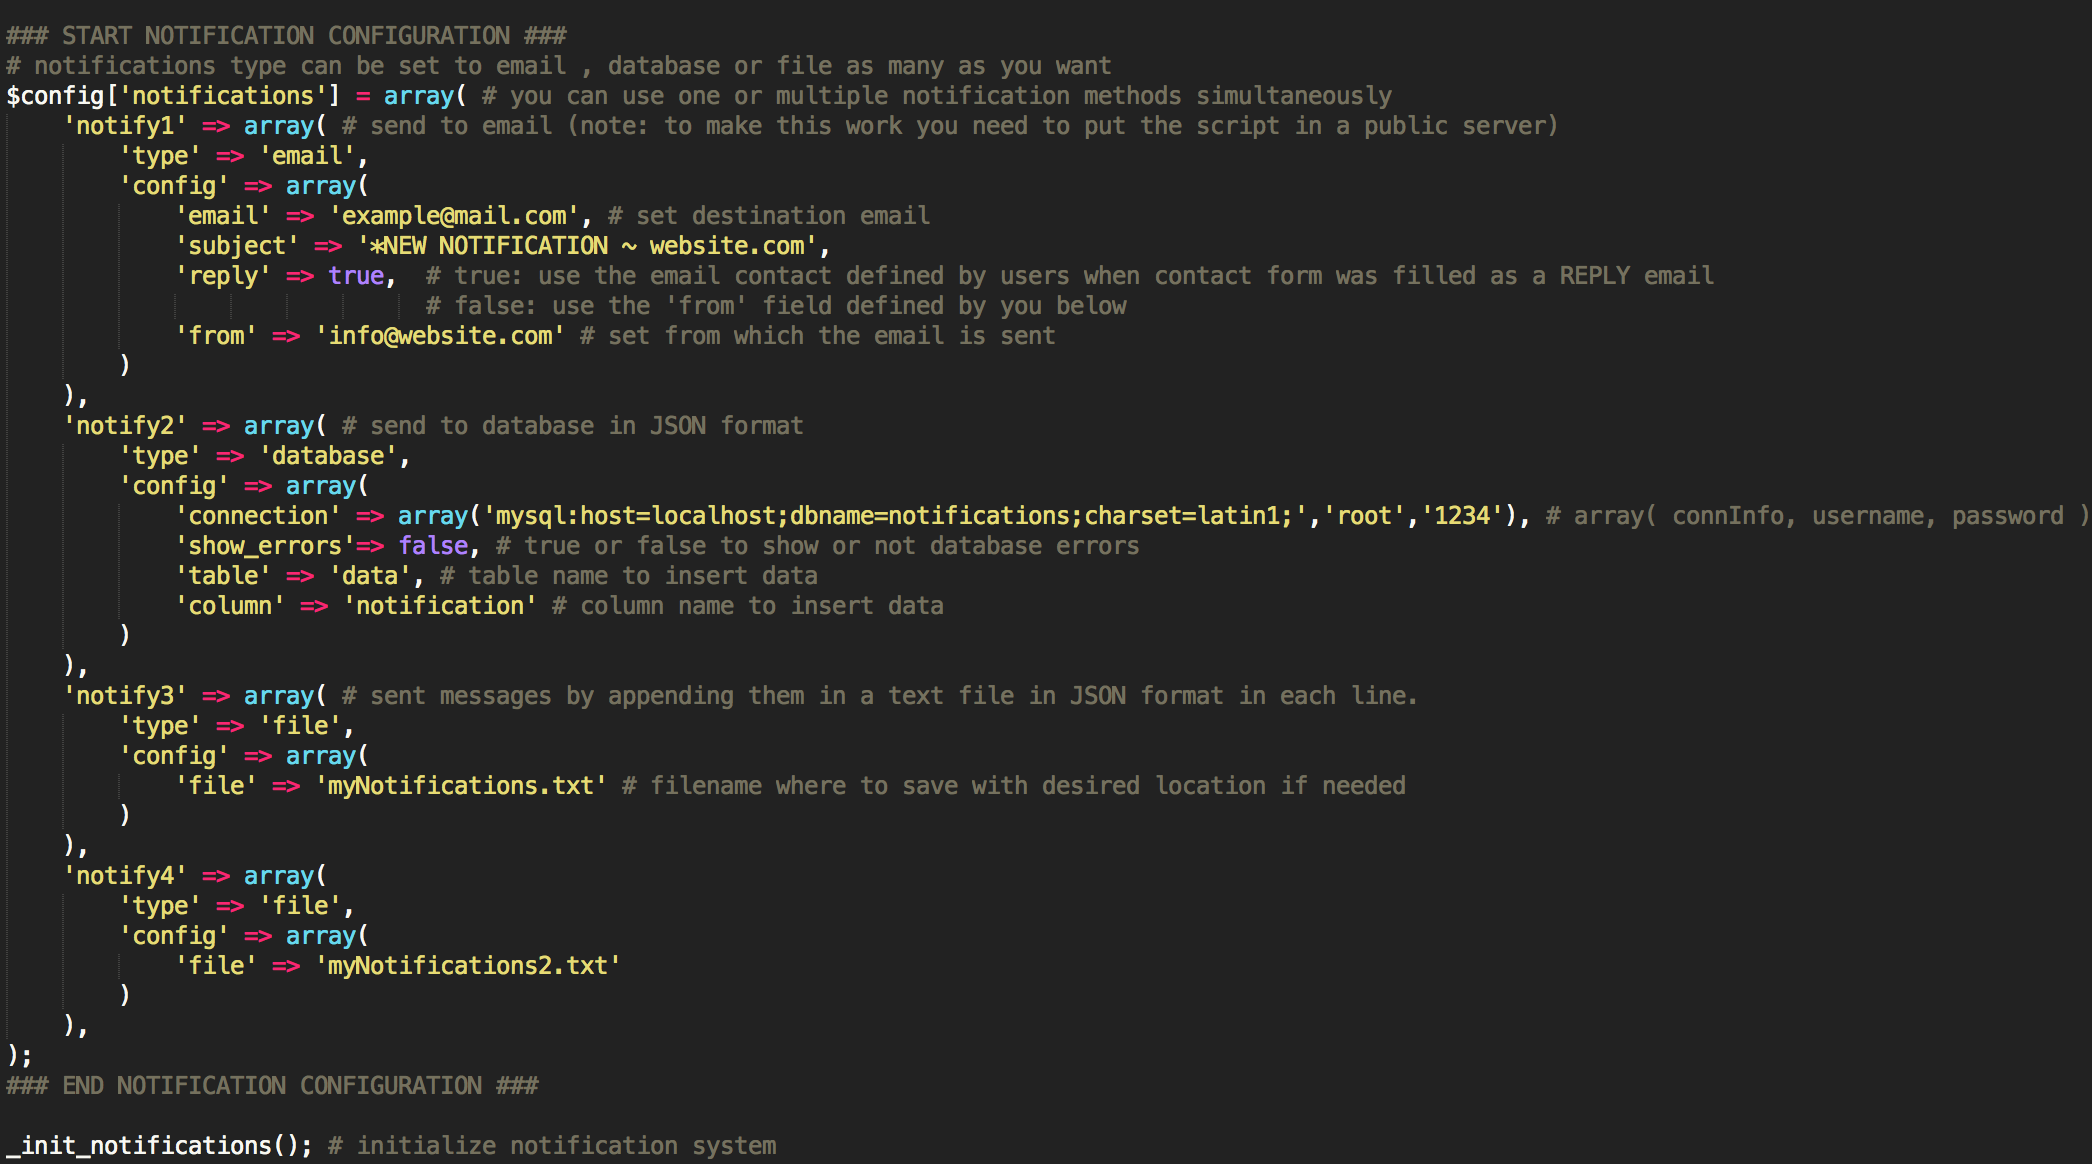 ### START NOTIFICATION CONFIGURATION ###
# notifications type can be set to email , database or file as many as you want
$config['notifications'] = array( # you can use one or multiple notification methods simultaneously
    'notify1' => array( # send to email (note: to make this work you need to put the script in a public server)
        'type' => 'email',
        'config' => array(
            'email' => 'example@mail.com', # set destination email
            'subject' => '*NEW NOTIFICATION ~ website.com',
            'reply' => true,  # true: use the email contact defined by users when contact form was filled as a REPLY email
                              # false: use the 'from' field defined by you below
            'from' => 'info@website.com' # set from which the email is sent
        )
    ),
    'notify2' => array( # send to database in JSON format
        'type' => 'database',
        'config' => array(
            'connection' => array('mysql:host=localhost;dbname=notifications;charset=latin1;','root','1234'), # array( connInfo, username, password )
            'show_errors'=> false, # true or false to show or not database errors
            'table' => 'data', # table name to insert data
            'column' => 'notification' # column name to insert data
        )
    ),
    'notify3' => array( # sent messages by appending them in a text file in JSON format in each line.
        'type' => 'file',
        'config' => array(
            'file' => 'myNotifications.txt' # filename where to save with desired location if needed
        )
    ),
    'notify4' => array(
        'type' => 'file',
        'config' => array(
            'file' => 'myNotifications2.txt'
        )
    ),
);
### END NOTIFICATION CONFIGURATION ###

_init_notifications(); # initialize notification system